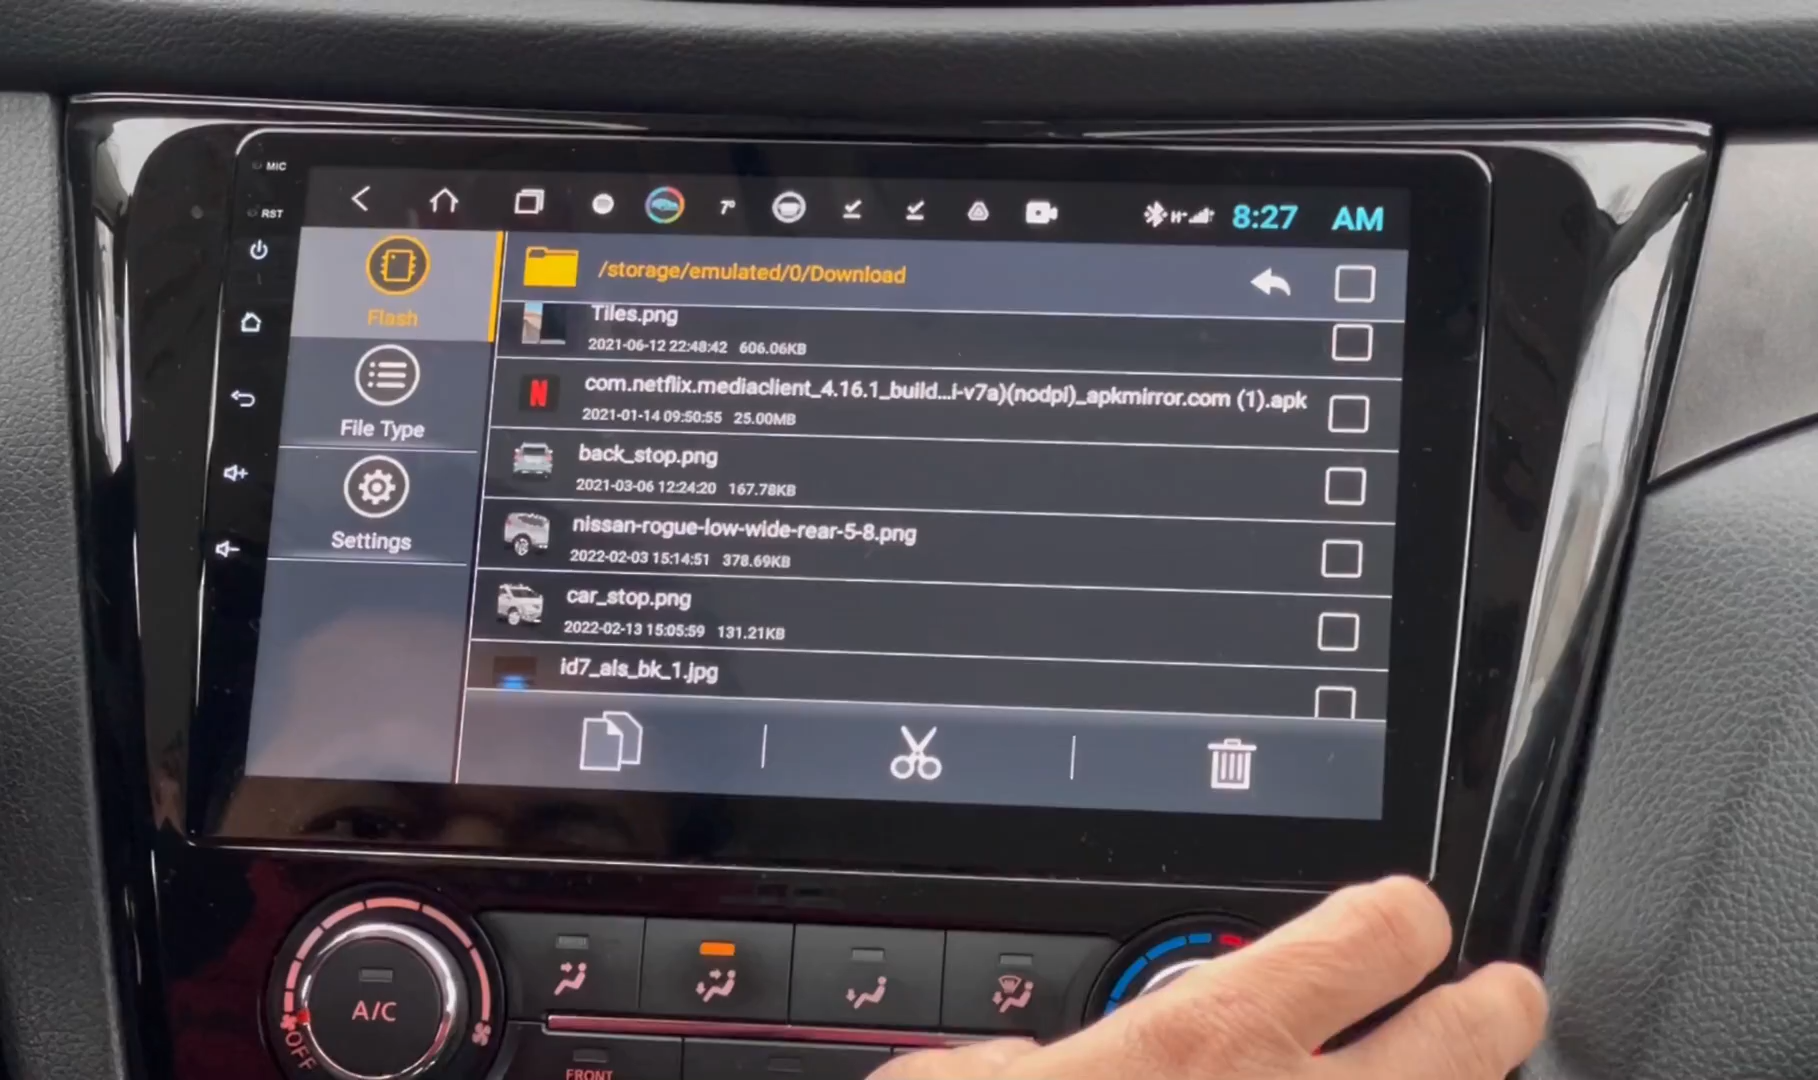 MIC
RST
7°
H+
8:27 AM
Flash
File Type
Settings
/storage/emulated/0/Download
Tiles.png
2021-06-12 22:48:42 606.06KB
N
com.netflix.mediaclient_4.16.1_build...i-v7a)(nodpi)_apkmirror.com (1).apk
2021-01-14 09:50:55 25.00MB
back_stop.png
2021-03-06 12:24:20 167.78KB
nissan-rogue-low-wide-rear-5-8.png
2022-02-03 15:14:51 378.69KB
car_stop.png
2022-02-13 15:05:59 131.21KB
id7_als_bk_1.jpg
A/C
OFF
FRONT